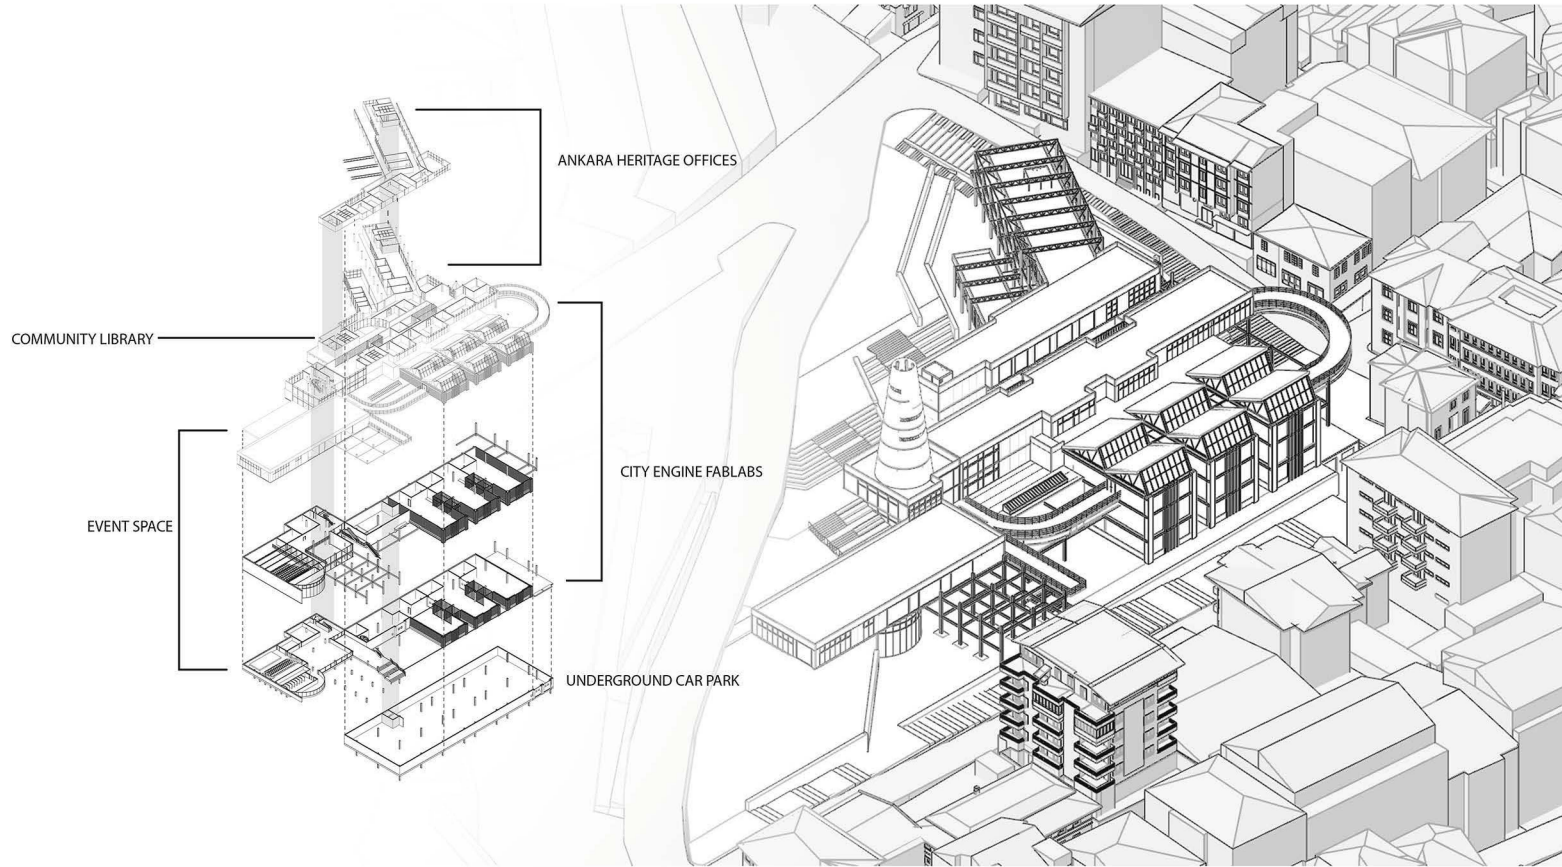 ANKARA HERITAGE OFFICES
COMMUNITY LIBRARY
CITY ENGINE FABLABS
EVENT SPACE
UNDERGROUND CAR PARK